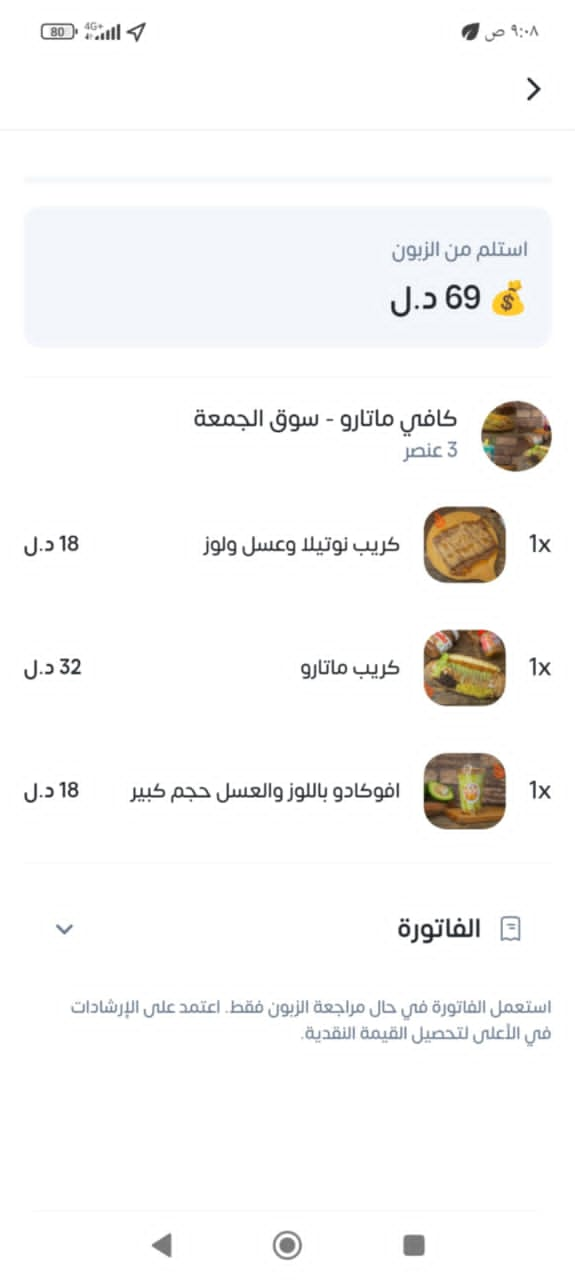 ٩:٠٨ ص
4G+
80
استلم من الزبون
69 د.ل
كافي ماتارو - سوق الجمعة
3 عنصر
1x كريب نوتيلا وعسل ولوز 18 د.ل
1x كريب ماتارو 32 د.ل
1x افوكادو باللوز والعسل حجم كبير 18 د.ل
الفاتورة
استعمل الفاتورة في حال مراجعة الزبون فقط. اعتمد على الإرشادات
في الأعلى لتحصيل القيمة النقدية.